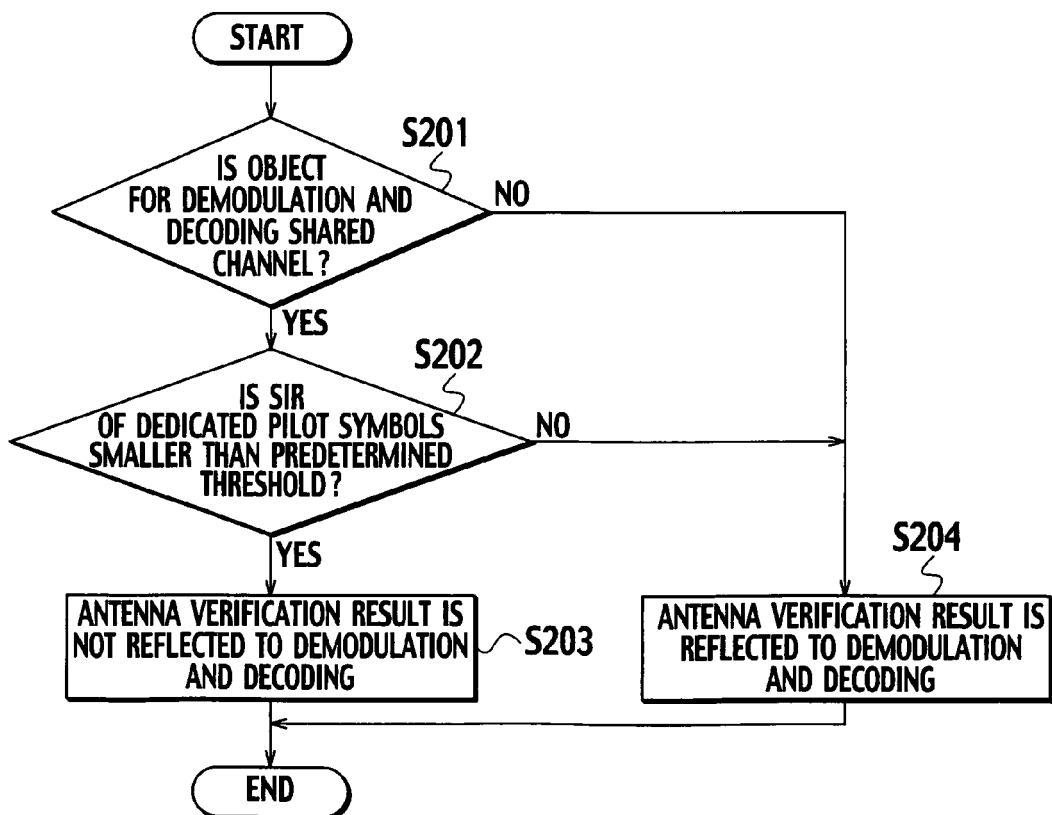 START
S201
IS OBJECT
FOR DEMODULATION AND
DECODING SHARED
CHANNEL?
NO
YES
S202
IS SIR
OF DEDICATED PILOT SYMBOLS
SMALLER THAN PREDETERMINED
THRESHOLD?
NO
YES
S204
ANTENNA VERIFICATION RESULT IS
NOT REFLECTED TO DEMODULATION
AND DECODING
S203
ANTENNA VERIFICATION RESULT IS
REFLECTED TO DEMODULATION
AND DECODING
END